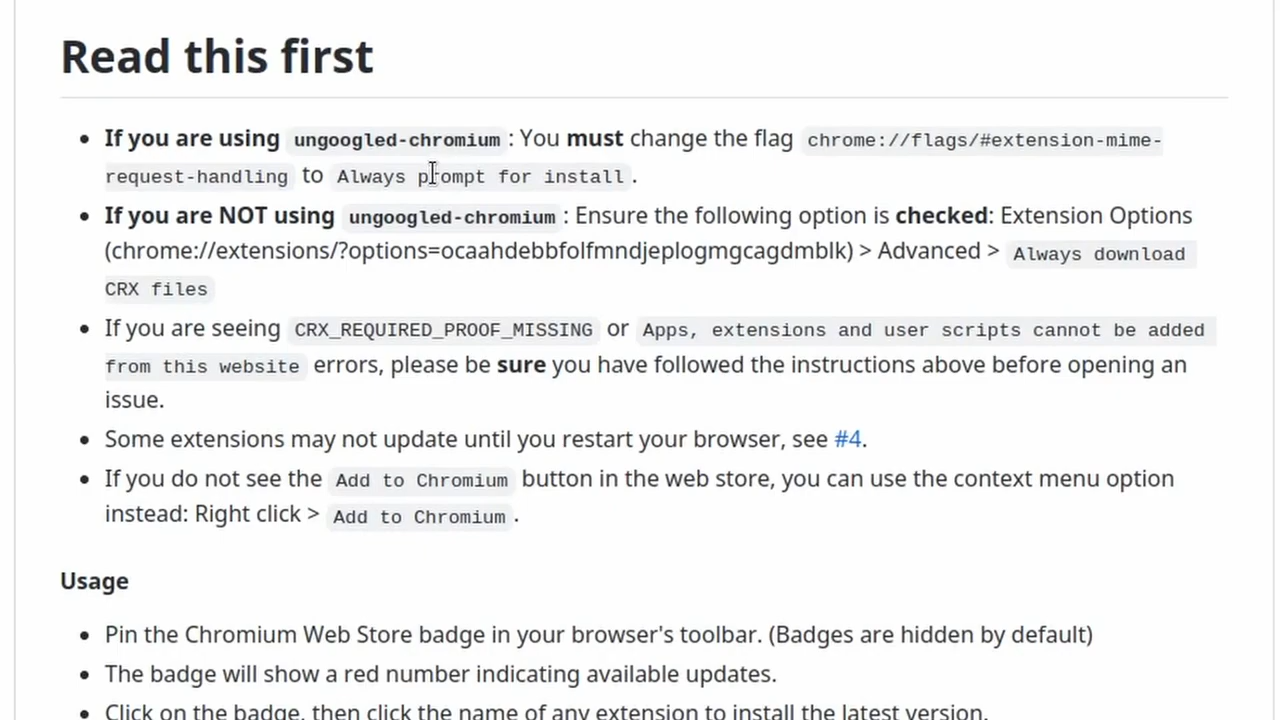 Read this first
If you are using ungoogled-chromium: You must change the flag chrome://flags/#extension-mime-
request-handling to Always prompt for install.
If you are NOT using ungoogled-chromium: Ensure the following option is checked: Extension Options
(chrome://extensions/?options=ocaahdebbfolfmndjeplogmgcagdmblk) > Advanced > Always download
CRX files
If you are seeing CRX_REQUIRED_PROOF_MISSING or Apps, extensions and user scripts cannot be added
from this website errors, please be sure you have followed the instructions above before opening an
issue.
Some extensions may not update until you restart your browser, see #4.
If you do not see the Add to Chromium button in the web store, you can use the context menu option
instead: Right click > Add to Chromium.
Usage
Pin the Chromium Web Store badge in your browser's toolbar. (Badges are hidden by default)
The badge will show a red number indicating available updates.
Click on the badge, then click the name of any extension to install the latest version.